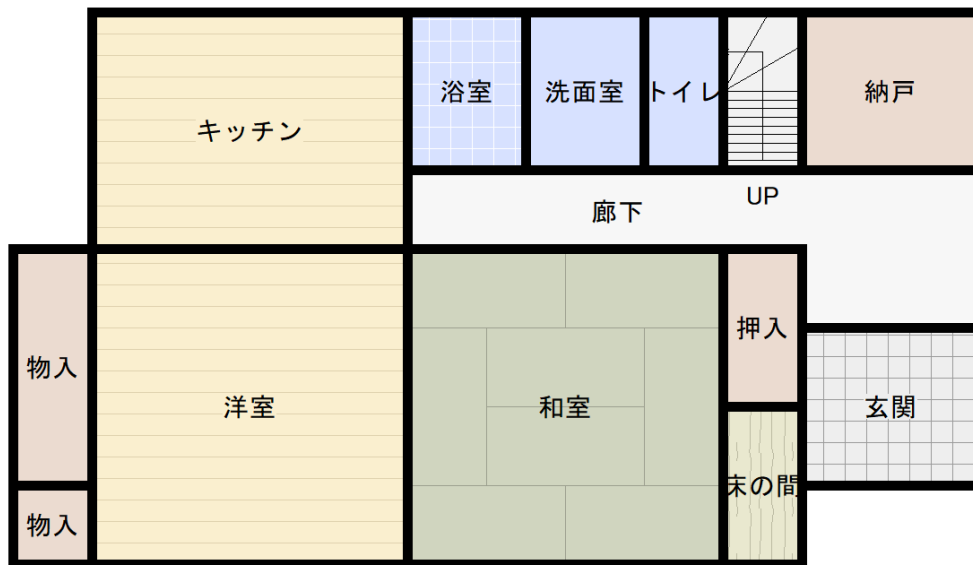 キッチン
浴室
洗面室
トイレ
納戸
UP
廊下
物入
洋室
和室
押入
玄関
床の間
物入